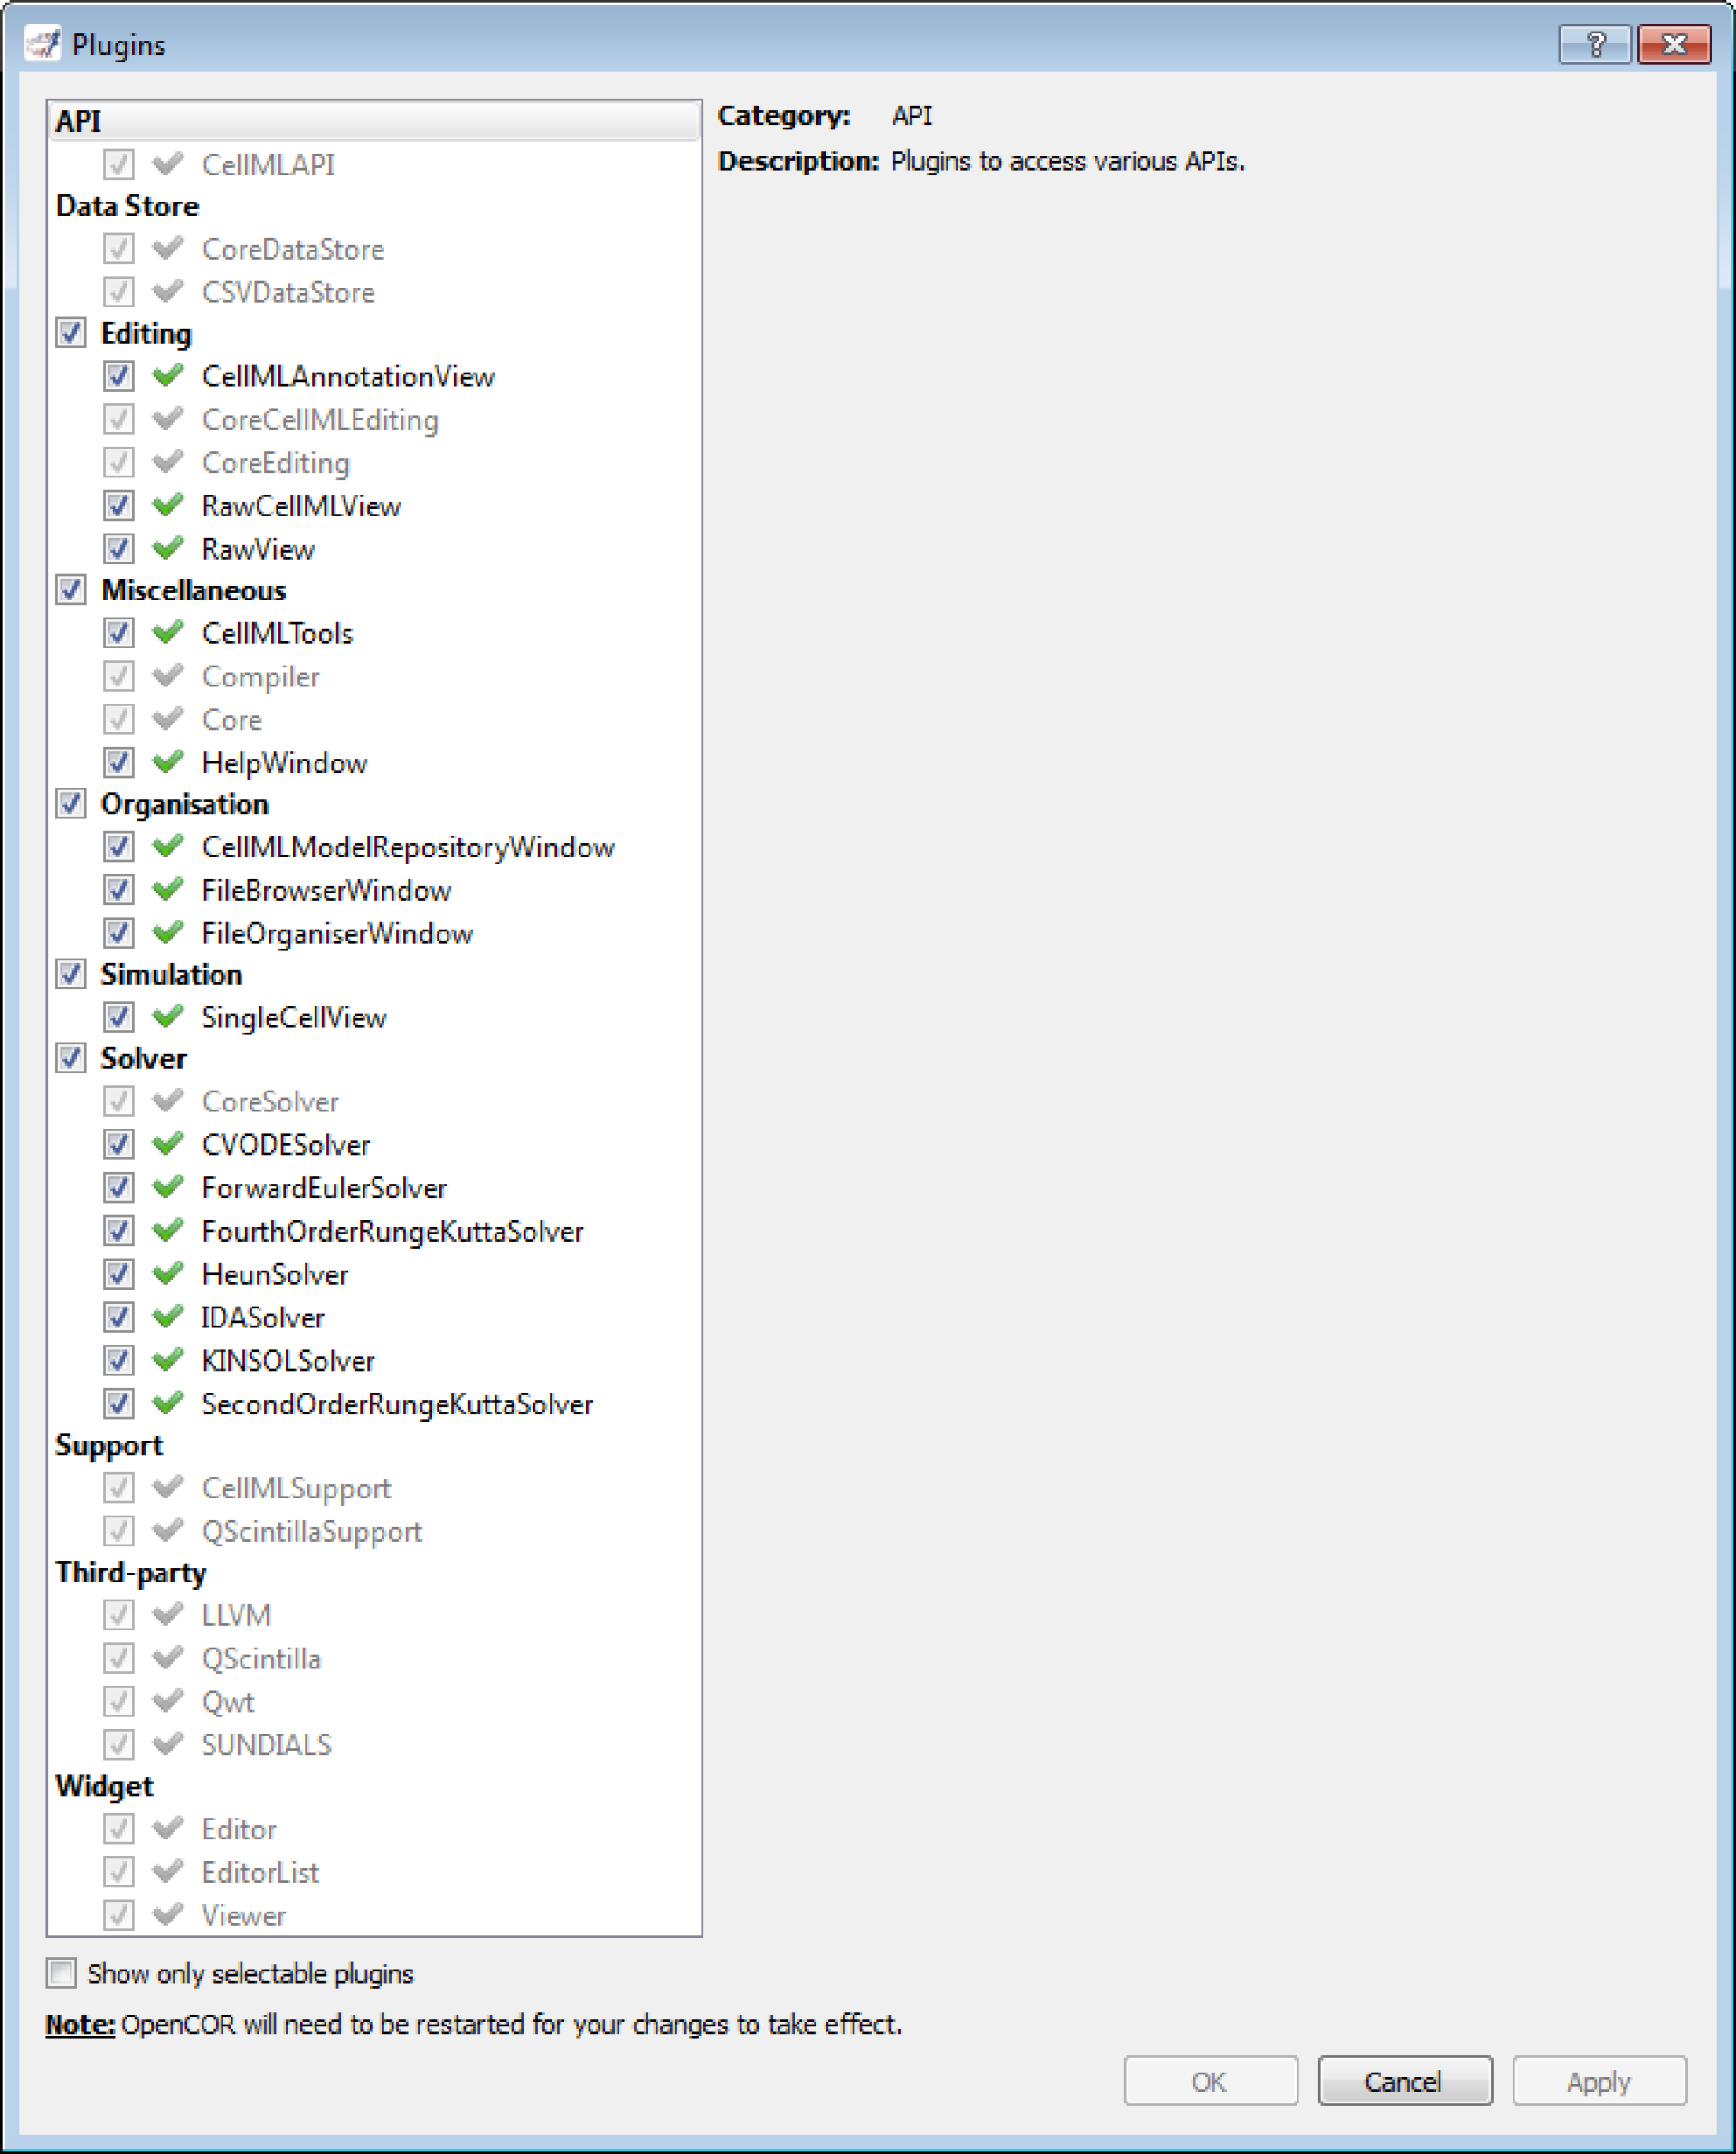 Plugins
API
CellMLAPI
Data Store
CoreDataStore
CSVDataStore
Editing
CellMLAnnotationView
CoreCellMLEditing
CoreEditing
RawCellMLView
RawView
Miscellaneous
CellMLTools
Compiler
Core
HelpWindow
Organisation
CellMLModelRepositoryWindow
FileBrowserWindow
FileOrganiserWindow
Simulation
SingleCellView
Solver
CoreSolver
CVODESolver
ForwardEulerSolver
FourthOrderRungeKuttaSolver
HeunSolver
IDASolver
KINSOLSolver
SecondOrderRungeKuttaSolver
Support
CellMLSupport
QScintillaSupport
Third-party
LLVM
QScintilla
Qwt
SUNDIALS
Widget
Editor
EditorList
Viewer
Category: API
Description: Plugins to access various APIs.
Show only selectable plugins
Note: OpenCOR will need to be restarted for your changes to take effect.
OK Cancel Apply